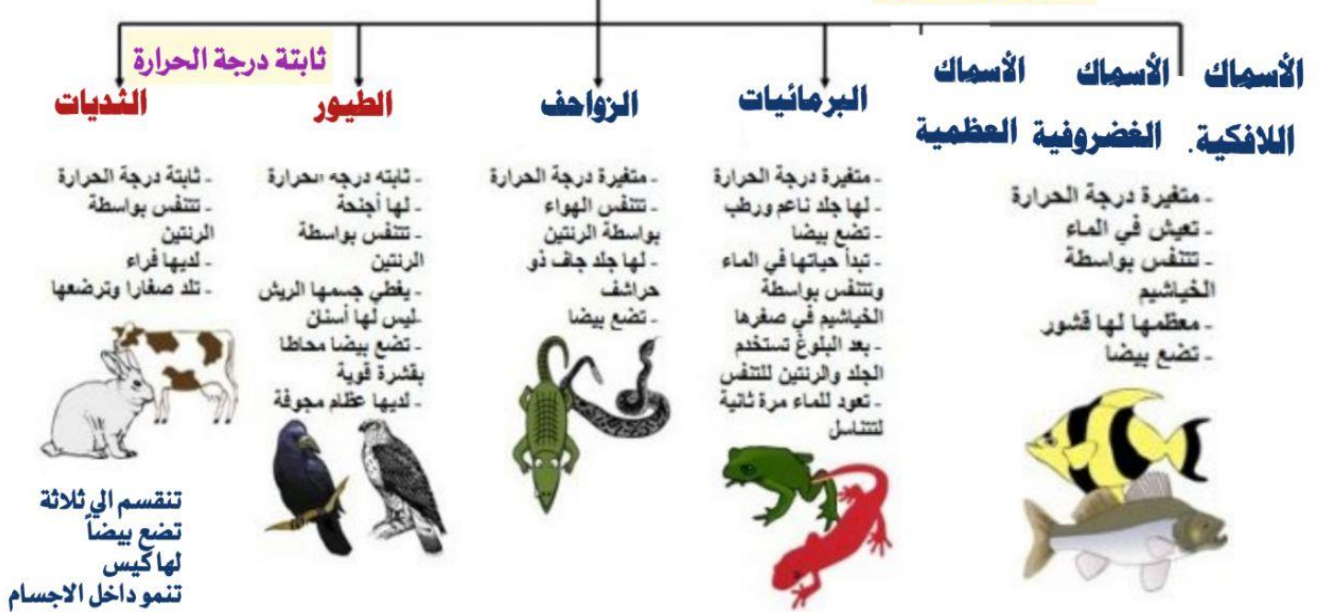 ثابتة درجة الحرارة
الأسماك اللافكية.
الأسماك الغضروفية
الأسماك العظمية
- متغيرة درجة الحرارة
- تعيش في الماء
- تتنفس بواسطة
الخياشيم
- معظمها لها قشور
- تضع بيضا
البرمائيات
- متغيرة درجة الحرارة
- لها جلد ناعم ورطب
- تضع بيضا
- تبدأ حياتها في الماء
وتتنفس بواسطة
الخياشيم في صغرها
- بعد البلوغ تستخدم
الجلد والرنتين للتنفس
- تعود للماء مرة ثانية
لتتناسل
الزواحف
- متغيرة درجة الحرارة
- تتنفس الهواء
بواسطة الرنتين
- لها جلد جاف ذو
حراشف
- تضع بيضا
الطيور
- ثابته درجه الحرارة
- لها أجنحة
- تتنفس بواسطة
الرنتين
- يغطي جسمها الريش
-ليس لها أسنان
- تضع بيضا محاطا
بقشرة قوية
- لديها عظام مجوفة
الثديات
- ثابتة درجة الحرارة
- تتنفس بواسطة
الرنتين
- لديها فراء
- تلد صغارا وترضعها
تنقسم الي ثلاثة
تضع بيضاً
لها كيس
تنمو داخل الاجسام